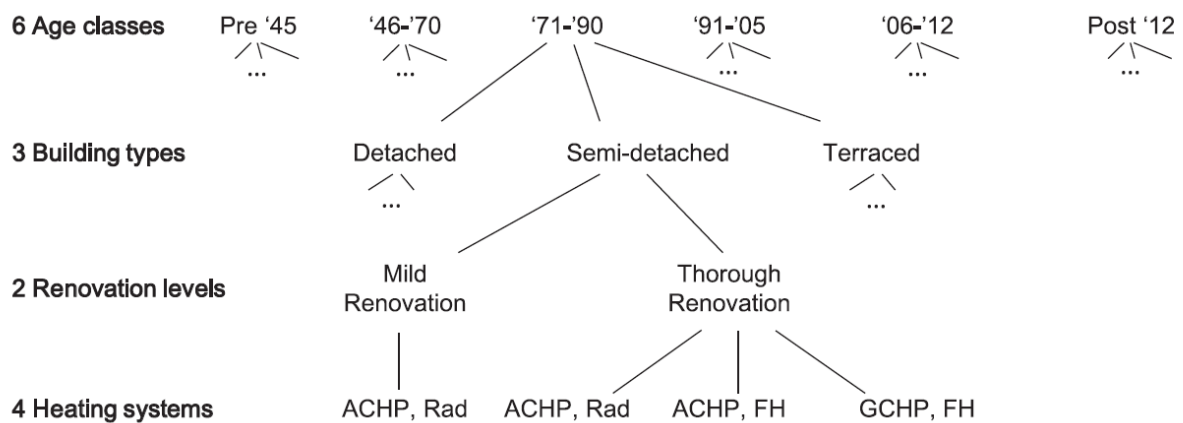 6 Age classes Pre ‘45 ‘46-’70 ‘71-’90 ‘91-’05 ‘06-’12 Post ‘12
... ... ... ... ...
3 Building types Detached Semi-detached Terraced
... ...
Mild Thorough
2 Renovation levels
Renovation Renovation
4 Heating systems ACHP, Rad ACHP, Rad ACHP, FH GCHP, FH